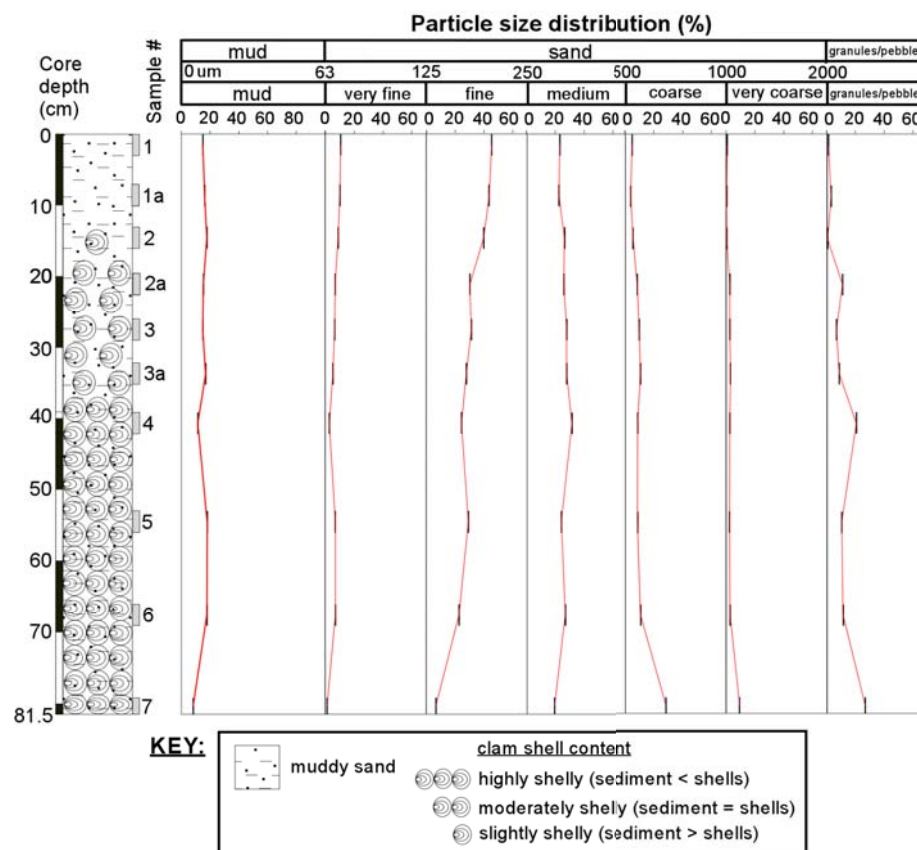 Particle size distribution (%)
mud sand granules/pebble
0 um 63 125 250 500 1000 2000
mud very fine fine medium coarse very coarse granules/pebble
Core depth (cm)
Sample #
0 20 40 60 80 0 20 40 60 0 20 40 60 0 20 40 60 0 20 40 60 0 20 40 60 0 20 40 60
0
1
1a
10
2
20
2a
3
30
3a
40
4
50
5
60
6
70
81.5
7
KEY:
muddy sand
clam shell content
highly shelly (sediment < shells)
moderately shelly (sediment = shells)
slightly shelly (sediment > shells)